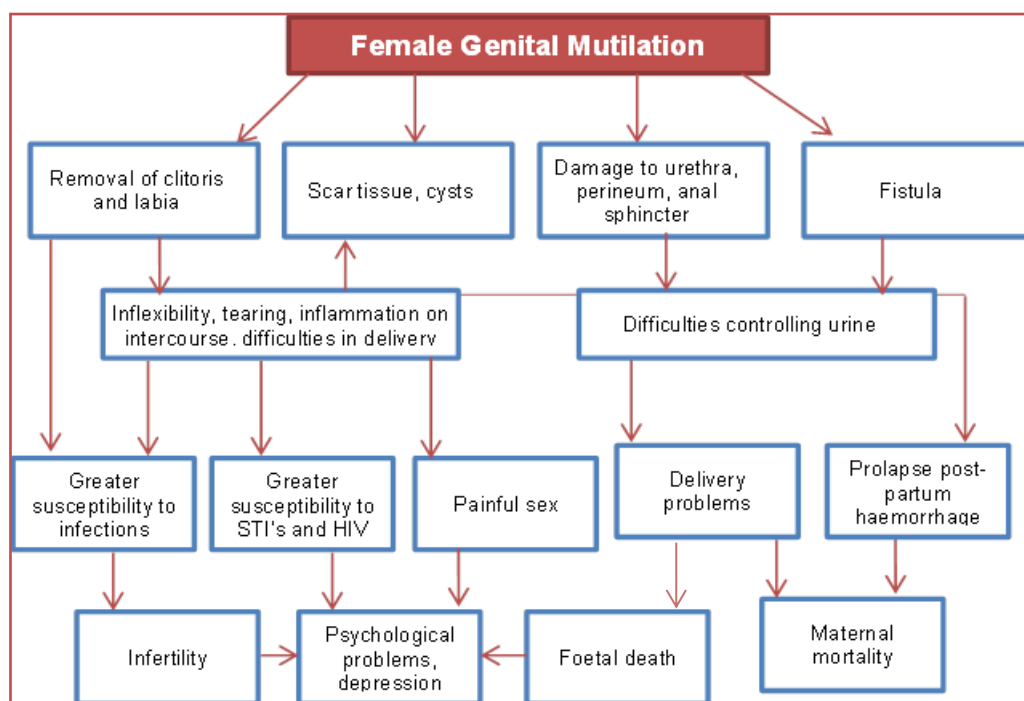 Female Genital Mutilation
Removal of clitoris
and labia
Scar tissue, cysts
Damage to urethra,
perineum, anal
sphincter
Fistula
Inflexibility, tearing, inflammation on
intercourse. difficulties in delivery
Difficulties controlling urine
Greater
susceptibility to
infections
Greater
susceptibility to
STI's and HIV
Painful sex
Delivery
problems
Prolapse post-
partum
haemorrhage
Infertility
Psychological
problems,
depression
Foetal death
Maternal
mortality